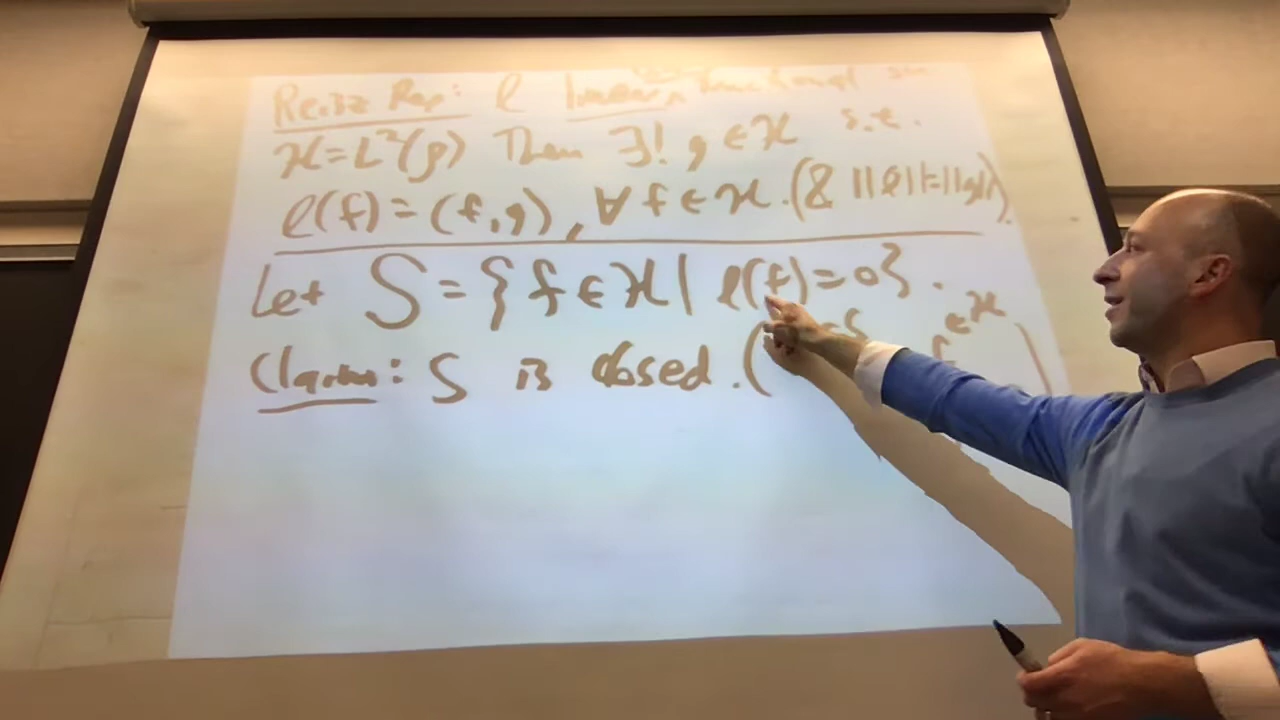 Reisz Rep: ℓ linear functional
ℋ=L²(ρ) Then ∃! g∈ℋ s.t.
ℓ(f)=(f,g), ∀f∈ℋ. (& ||ℓ||=||g||).
Let S={f∈ℋ| ℓ(f)=0}.
Claim: S is closed. ( ∈S f ∈ℋ )